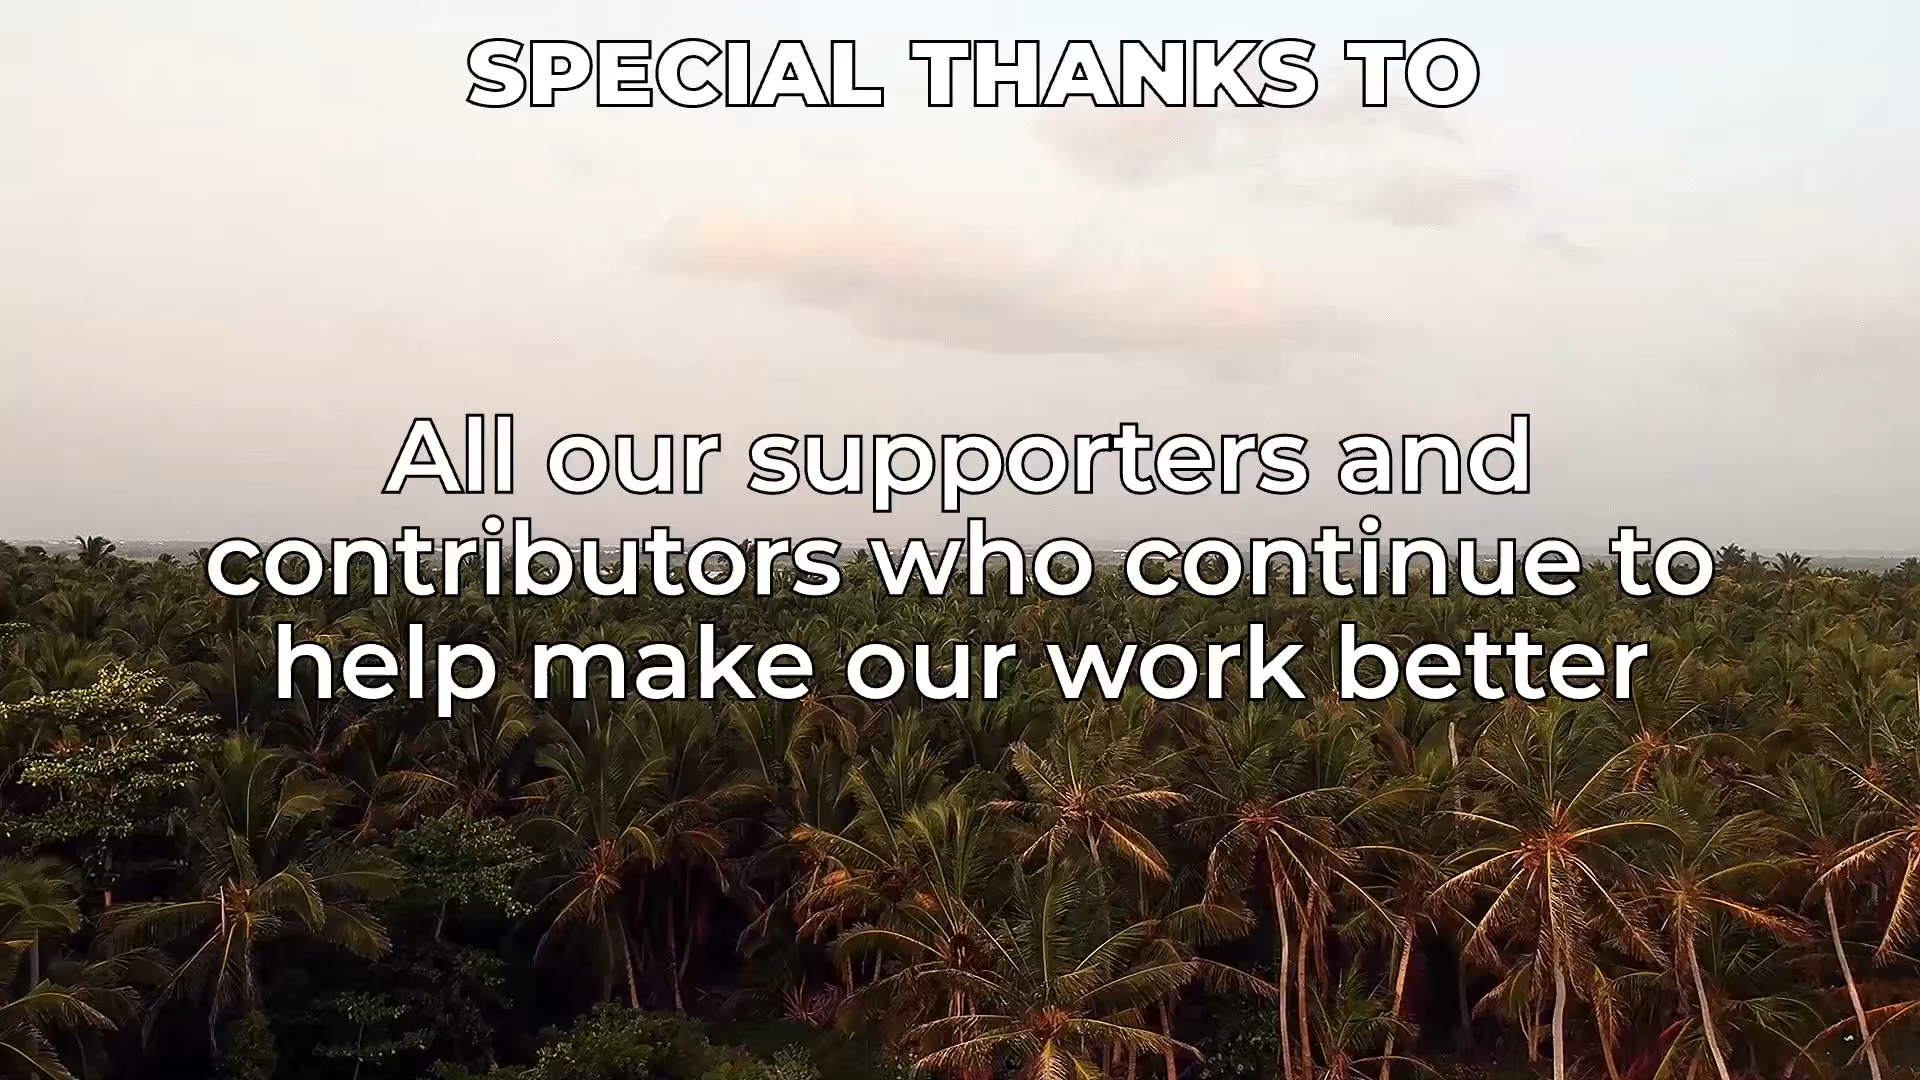 SPECIAL THANKS TO
All our supporters and
contributors who continue to
help make our work better